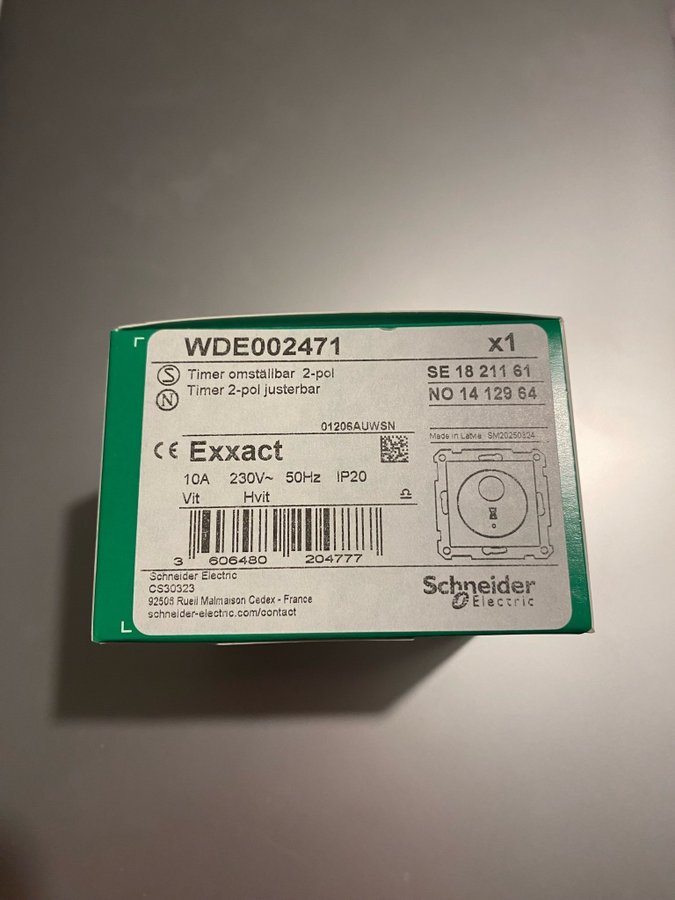 WDE002471 x1
S Timer omställbar 2-pol
N Timer 2-pol justerbar
SE 18 211 61
NO 14 129 64
01206AUWSN
CE Exxact
Made in Latvia SM20250824
10A 230V~ 50Hz IP20
Vit Hvit
3 606480 204777
Schneider Electric
CS30323
92506 Rueil Malmaison Cedex - France
schneider-electric.com/contact
Schneider
Electric